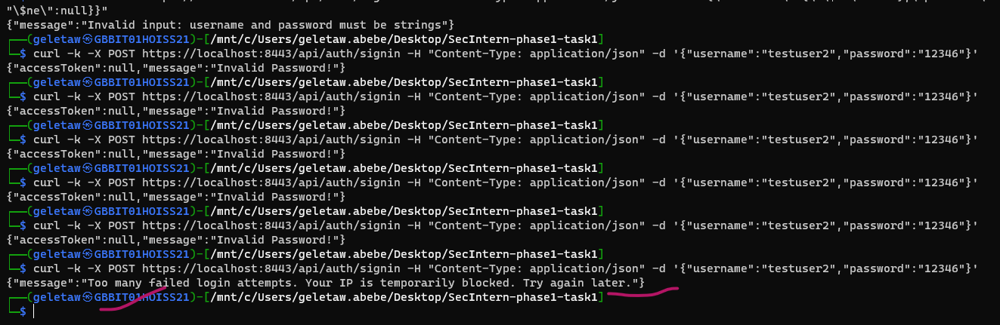 "\$ne\":null}}"
{"message":"Invalid input: username and password must be strings"}
┌──(geletaw㉿GBBIT01HOISS21)-[/mnt/c/Users/geletaw.abebe/Desktop/SecIntern-phase1-task1]
└─$ curl -k -X POST https://localhost:8443/api/auth/signin -H "Content-Type: application/json" -d '{"username":"testuser2","password":"12346"}'
{"accessToken":null,"message":"Invalid Password!"}
┌──(geletaw㉿GBBIT01HOISS21)-[/mnt/c/Users/geletaw.abebe/Desktop/SecIntern-phase1-task1]
└─$ curl -k -X POST https://localhost:8443/api/auth/signin -H "Content-Type: application/json" -d '{"username":"testuser2","password":"12346"}'
{"accessToken":null,"message":"Invalid Password!"}
┌──(geletaw㉿GBBIT01HOISS21)-[/mnt/c/Users/geletaw.abebe/Desktop/SecIntern-phase1-task1]
└─$ curl -k -X POST https://localhost:8443/api/auth/signin -H "Content-Type: application/json" -d '{"username":"testuser2","password":"12346"}'
{"accessToken":null,"message":"Invalid Password!"}
┌──(geletaw㉿GBBIT01HOISS21)-[/mnt/c/Users/geletaw.abebe/Desktop/SecIntern-phase1-task1]
└─$ curl -k -X POST https://localhost:8443/api/auth/signin -H "Content-Type: application/json" -d '{"username":"testuser2","password":"12346"}'
{"accessToken":null,"message":"Invalid Password!"}
┌──(geletaw㉿GBBIT01HOISS21)-[/mnt/c/Users/geletaw.abebe/Desktop/SecIntern-phase1-task1]
└─$ curl -k -X POST https://localhost:8443/api/auth/signin -H "Content-Type: application/json" -d '{"username":"testuser2","password":"12346"}'
{"accessToken":null,"message":"Invalid Password!"}
┌──(geletaw㉿GBBIT01HOISS21)-[/mnt/c/Users/geletaw.abebe/Desktop/SecIntern-phase1-task1]
└─$ curl -k -X POST https://localhost:8443/api/auth/signin -H "Content-Type: application/json" -d '{"username":"testuser2","password":"12346"}'
{"message":"Too many failed login attempts. Your IP is temporarily blocked. Try again later."}
┌──(geletaw㉿GBBIT01HOISS21)-[/mnt/c/Users/geletaw.abebe/Desktop/SecIntern-phase1-task1]
└─$